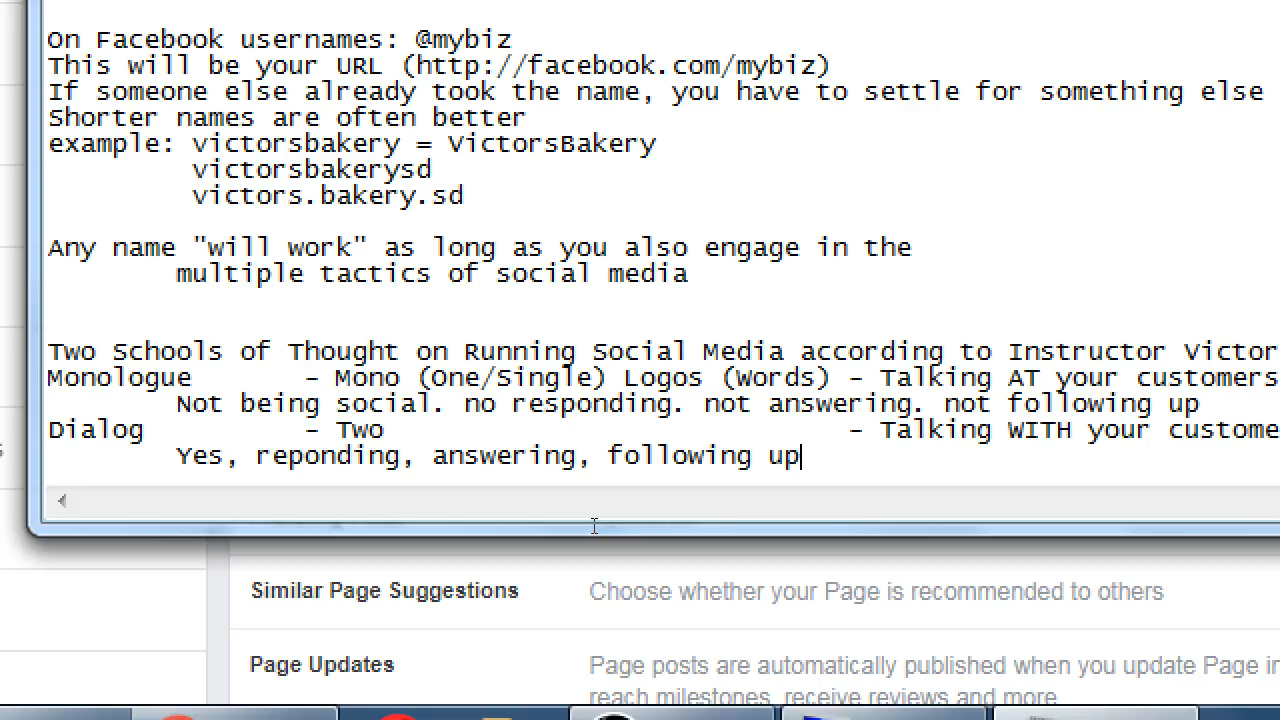 On Facebook usernames: @mybiz
This will be your URL (http://facebook.com/mybiz)
If someone else already took the name, you have to settle for something else
Shorter names are often better
example: victorsbakery = VictorsBakery
victorsbakerysd
victors.bakery.sd
Any name "will work" as long as you also engage in the
multiple tactics of social media
Two Schools of Thought on Running Social Media according to Instructor Victor
Monologue - Mono (One/Single) Logos (Words) - Talking AT your customers
Not being social. no responding. not answering. not following up
Dialog - Two - Talking WITH your custome
Yes, reponding, answering, following up
Similar Page Suggestions Choose whether your Page is recommended to others
Page Updates Page posts are automatically published when you update Page in
reach milestones, receive reviews and more